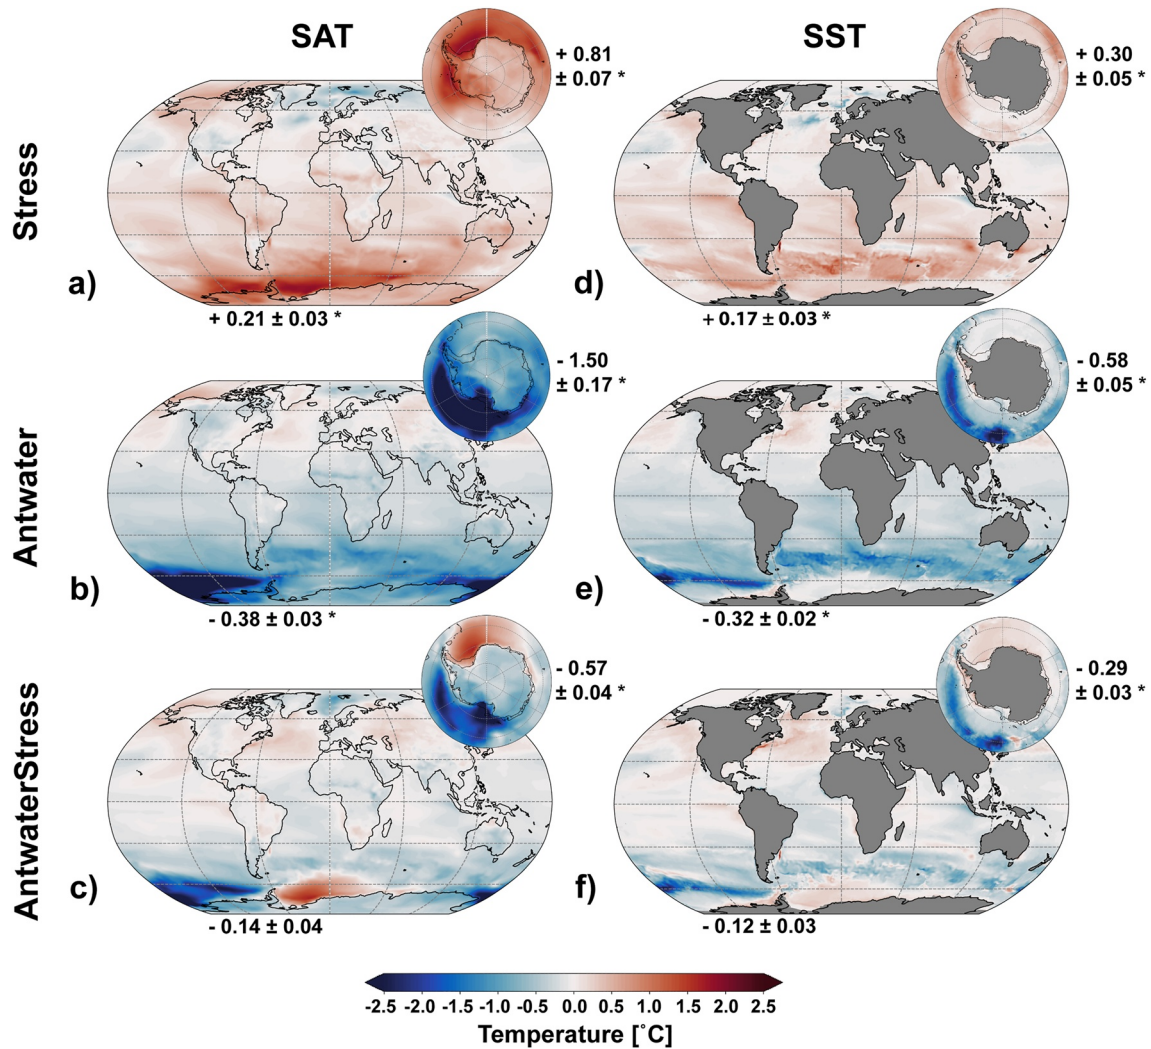 SAT
SST
+ 0.81
± 0.07 *
+ 0.30
± 0.05 *
Stress
a)
d)
+ 0.21 ± 0.03 *
+ 0.17 ± 0.03 *
- 1.50
± 0.17 *
- 0.58
± 0.05 *
Antwater
b)
e)
- 0.38 ± 0.03 *
- 0.32 ± 0.02 *
- 0.57
± 0.04 *
- 0.29
± 0.03 *
AntwaterStress
c)
f)
- 0.14 ± 0.04
- 0.12 ± 0.03
-2.5 -2.0 -1.5 -1.0 -0.5 0.0 0.5 1.0 1.5 2.0 2.5
Temperature [˚C]